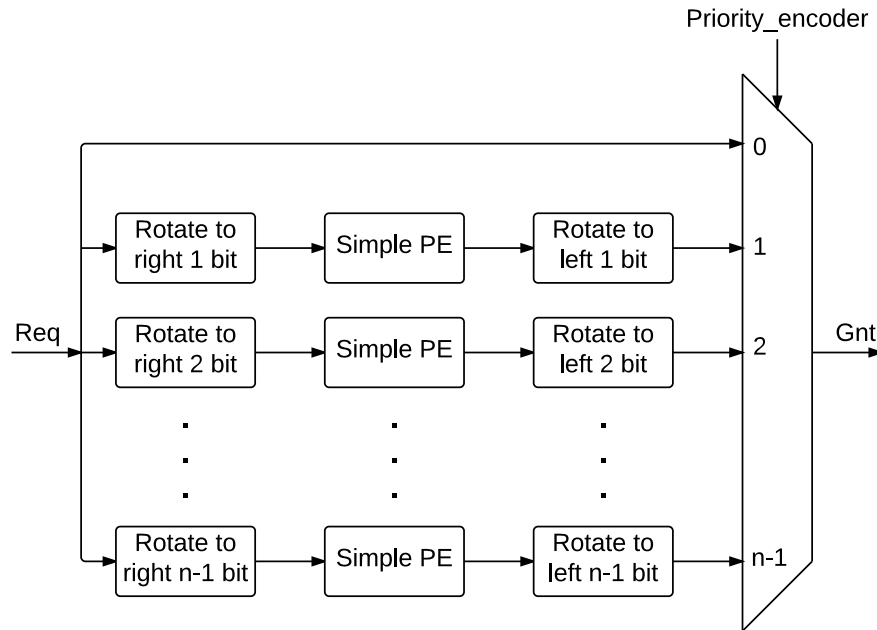 Priority_encoder
0
Rotate to
right 1 bit
Simple PE
Rotate to
left 1 bit
1
Req
Rotate to
right 2 bit
Simple PE
Rotate to
left 2 bit
2
Gnt
Rotate to
right n-1 bit
Simple PE
Rotate to
left n-1 bit
n-1